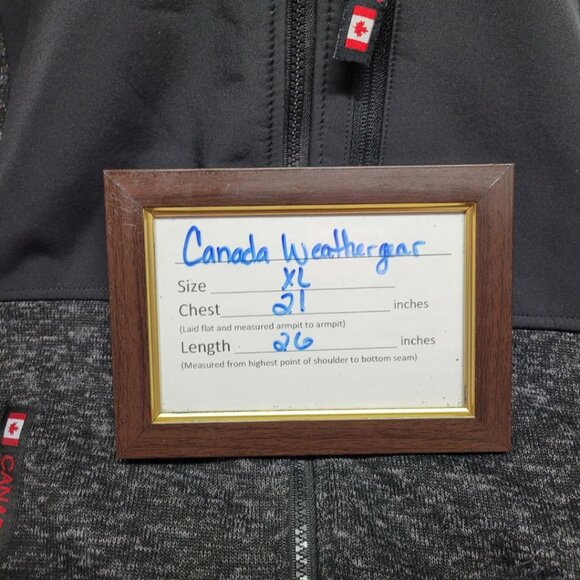 Canada Weathergear
Size XL
Chest 21 inches
(Laid flat and measured armpit to armpit)
Length 26 inches
(Measured from highest point of shoulder to bottom seam)
CANA